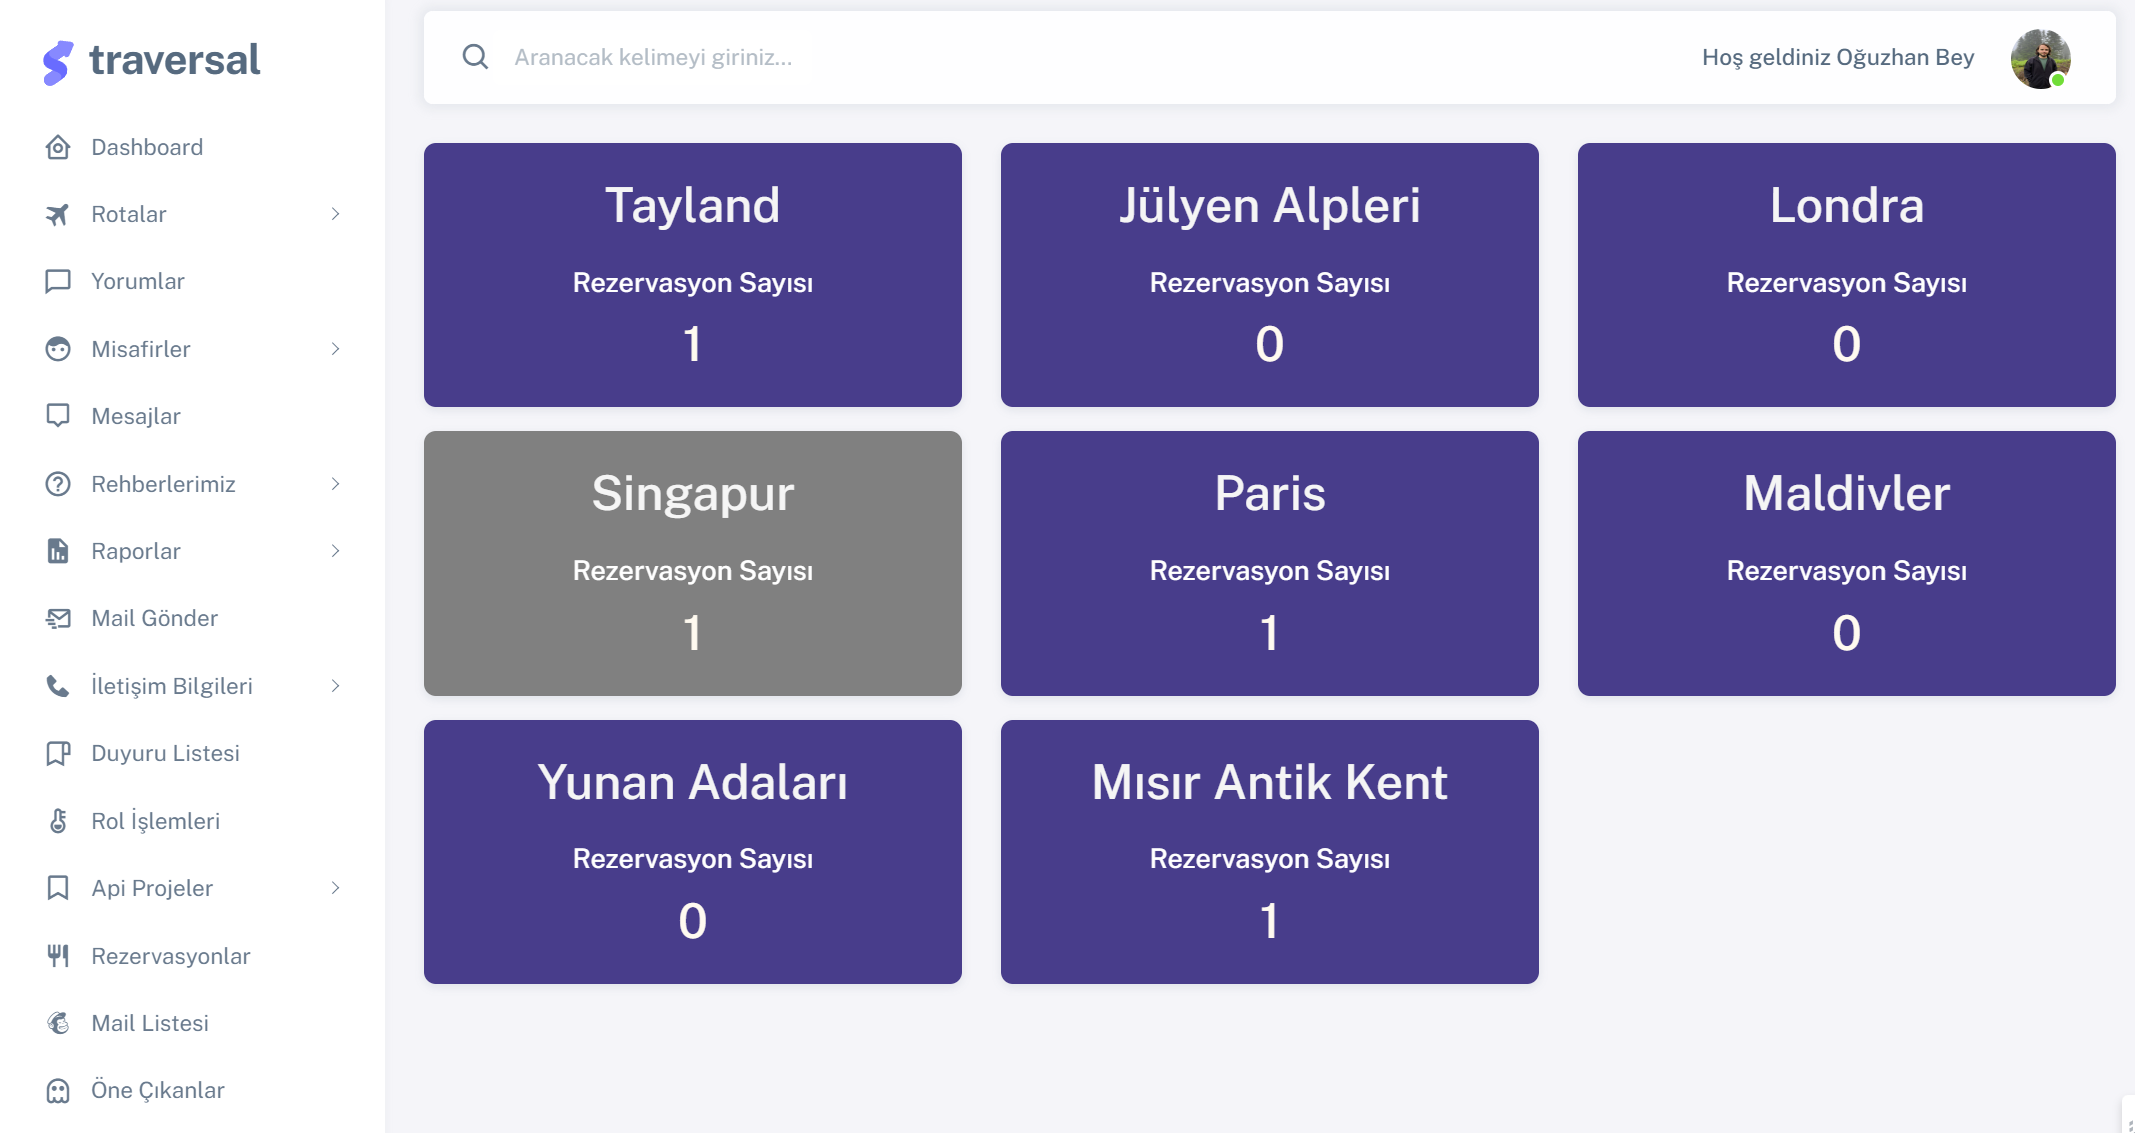 traversal
Dashboard
Rotalar
Yorumlar
Misafirler
Mesajlar
Rehberlerimiz
Raporlar
Mail Gönder
İletişim Bilgileri
Duyuru Listesi
Rol İşlemleri
Api Projeler
Rezervasyonlar
Mail Listesi
Öne Çıkanlar
Aranacak kelimeyi giriniz...
Hoş geldiniz Oğuzhan Bey
Tayland
Rezervasyon Sayısı
1
Jülyen Alpleri
Rezervasyon Sayısı
0
Londra
Rezervasyon Sayısı
0
Singapur
Rezervasyon Sayısı
1
Paris
Rezervasyon Sayısı
1
Maldivler
Rezervasyon Sayısı
0
Yunan Adaları
Rezervasyon Sayısı
0
Mısır Antik Kent
Rezervasyon Sayısı
1